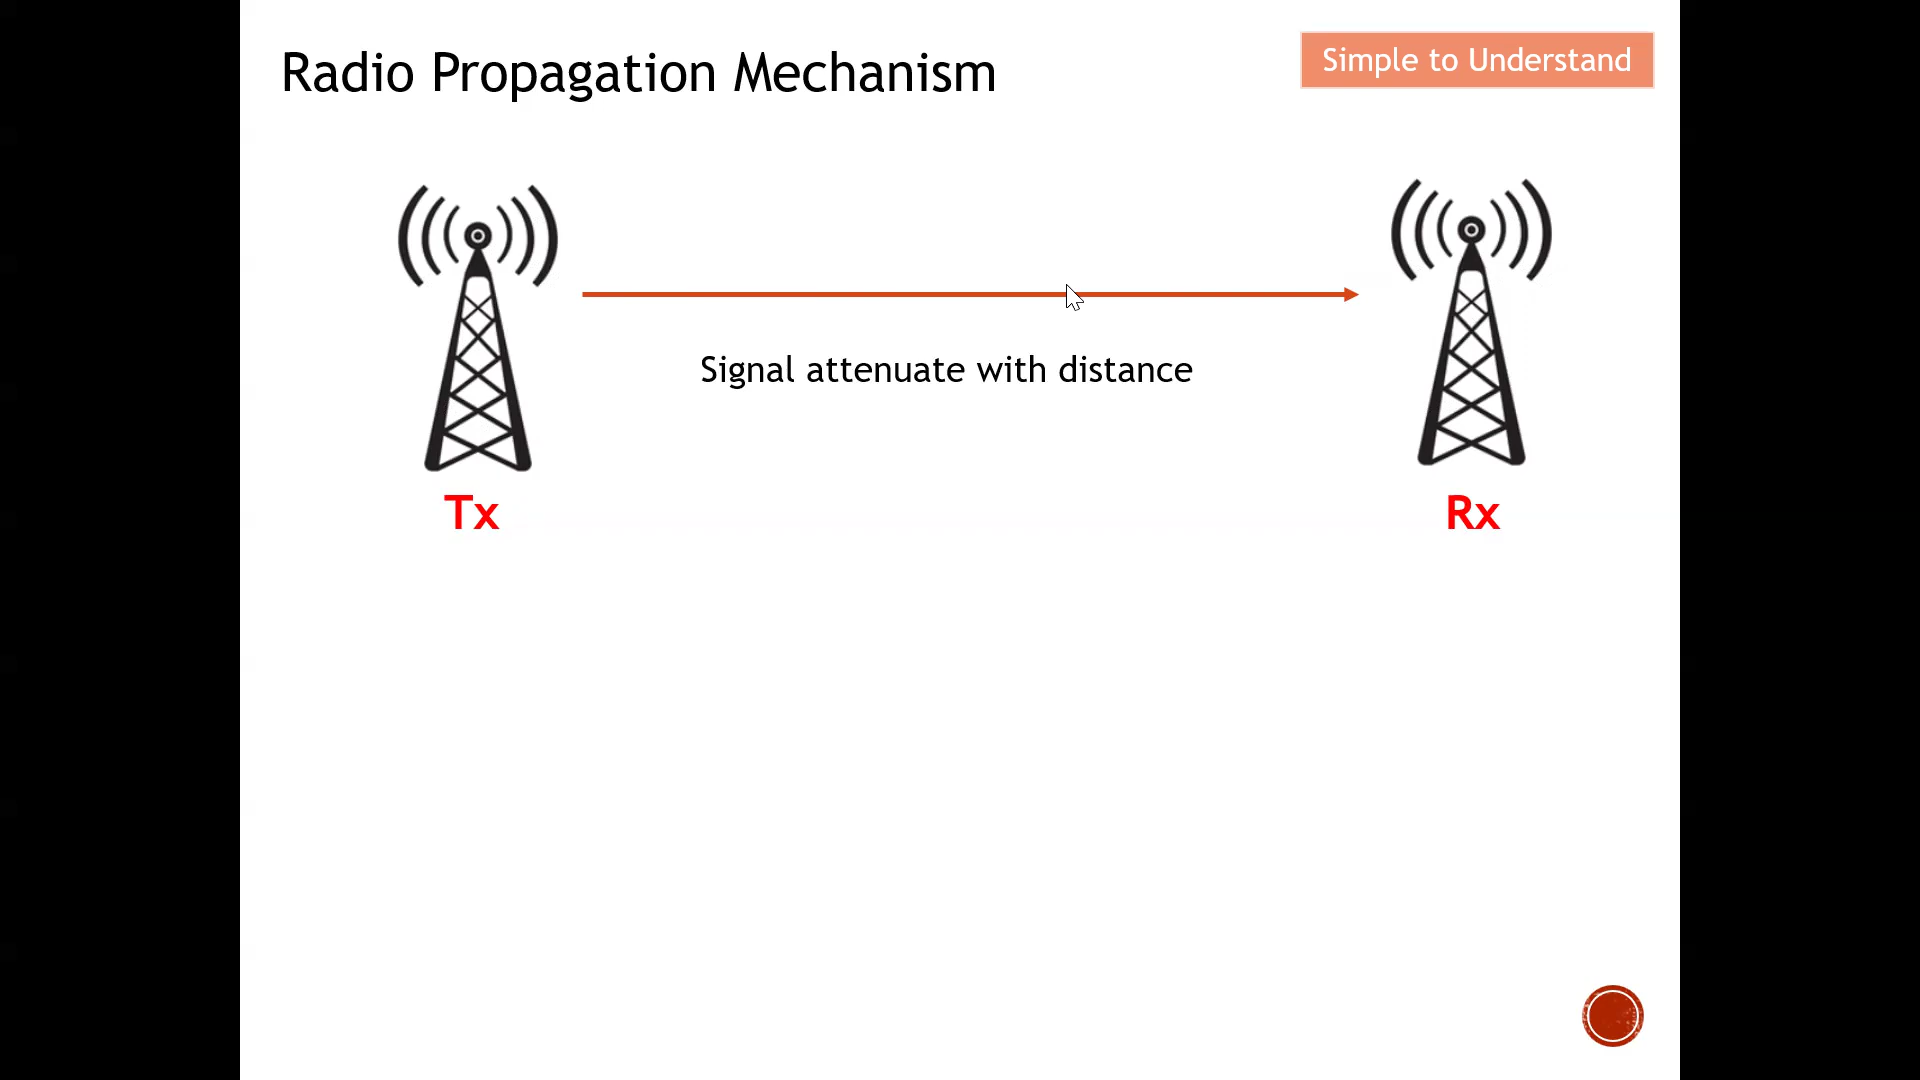 Radio Propagation Mechanism
Simple to Understand
Signal attenuate with distance
Tx
Rx